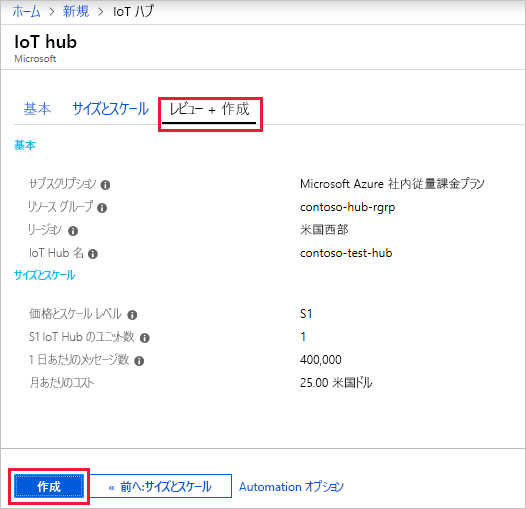 ホーム > 新規 > IoT ハブ
IoT hub
Microsoft
基本 サイズとスケール レビュー + 作成
基本
サブスクリプション Microsoft Azure 社内従量課金プラン
リソース グループ contoso-hub-rgrp
リージョン 米国西部
IoT Hub 名 contoso-test-hub
サイズとスケール
価格とスケール レベル S1
S1 IoT Hub のユニット数 1
1 日あたりのメッセージ数 400,000
月あたりのコスト 25.00 米国ドル
作成 « 前へ:サイズとスケール Automation オプション